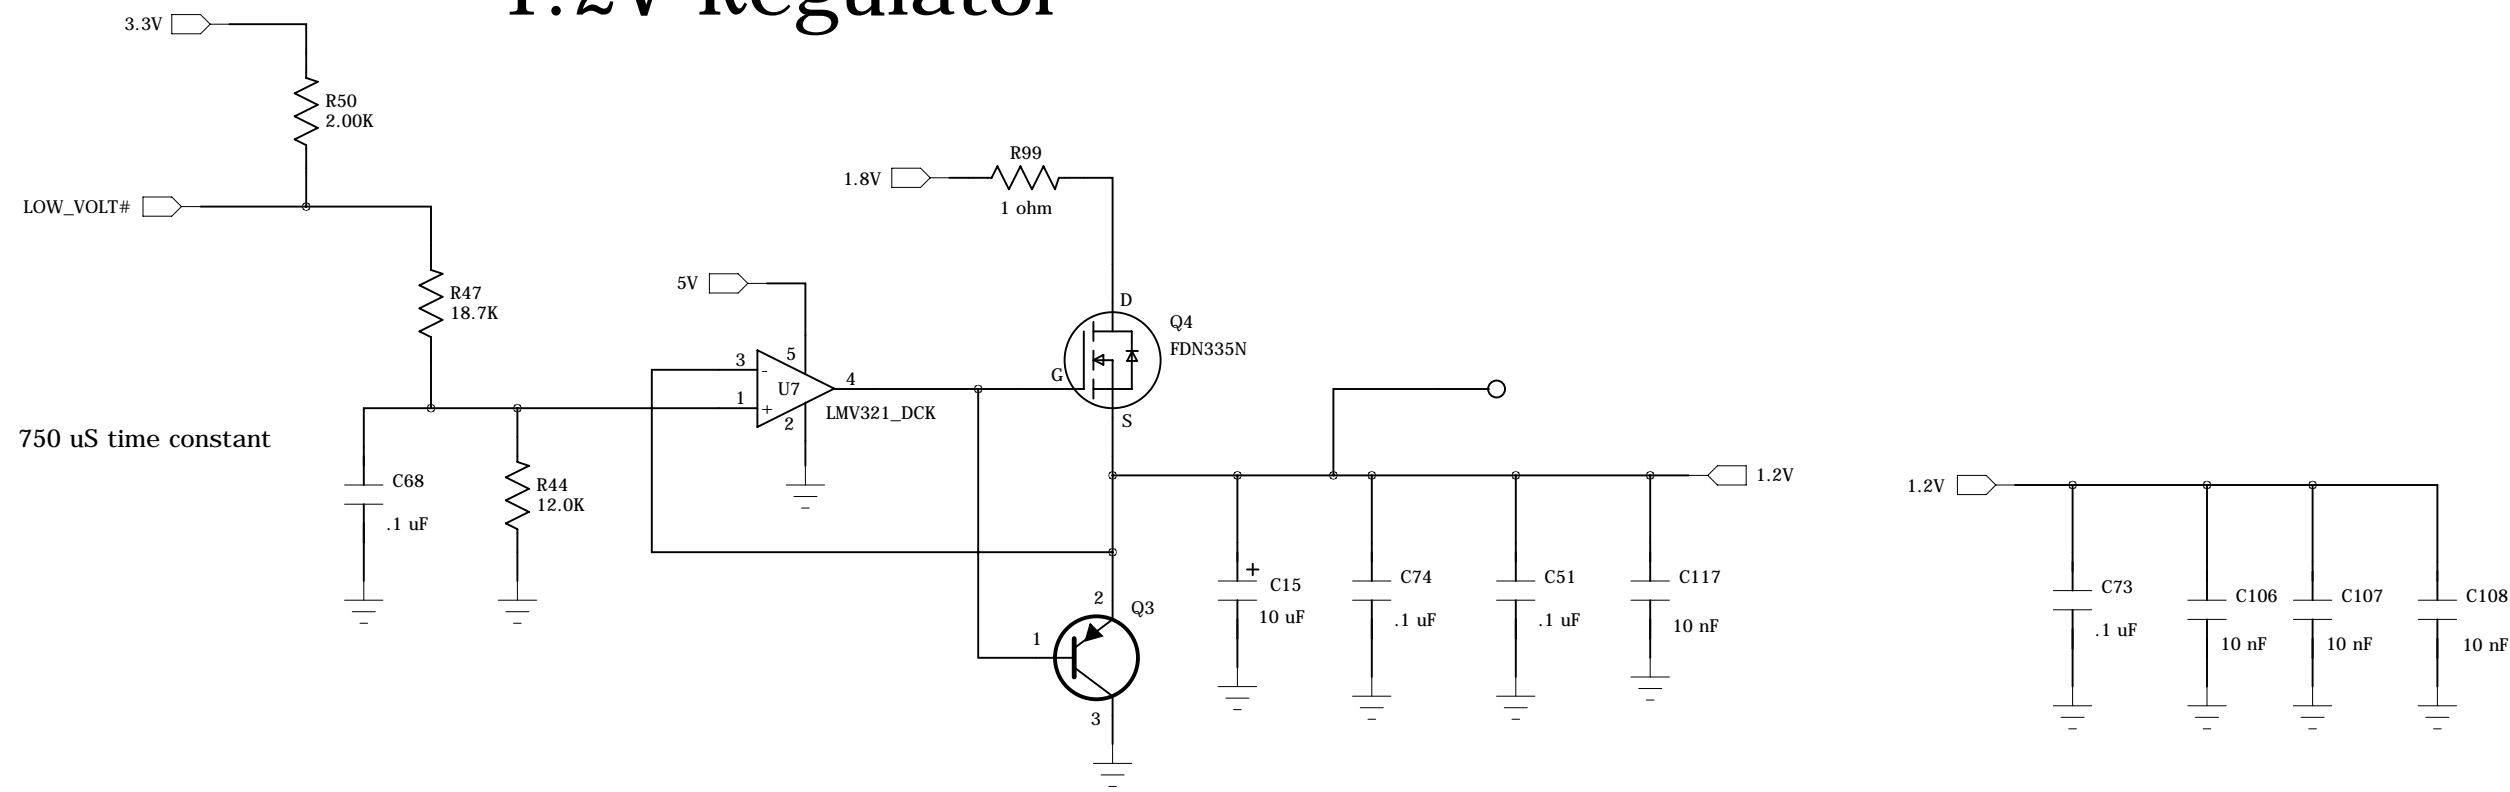 1.2V Regulator
3.3V
R50
2.00K
R99
1.8V
1 ohm
LOW_VOLT#
5V
R47
18.7K
D
Q4
FDN335N
3
5
-
G
U7
4
1
+
LMV321_DCK
2
S
750 uS time constant
C68
.1 uF
R44
12.0K
1.2V
1.2V
+
C15
10 uF
C74
.1 uF
C51
.1 uF
C117
10 nF
C73
.1 uF
C106
10 nF
C107
10 nF
C108
10 nF
2
Q3
1
3